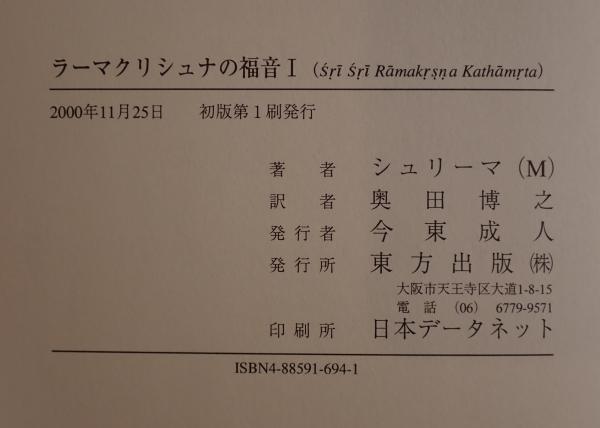 ラーマクリシュナの福音Ⅰ（Śṛī Śṛī Rāmakṛṣṇa Kathāmṛta）
2000年11月25日　初版第１刷発行
著者　シュリーマ（M）
訳者　奥田博之
発行者　今東成人
発行所　東方出版㈱
大阪市天王寺区大道1-8-15
電話　（06）　6779-9571
印刷所　日本データネット
ISBN4-88591-694-1